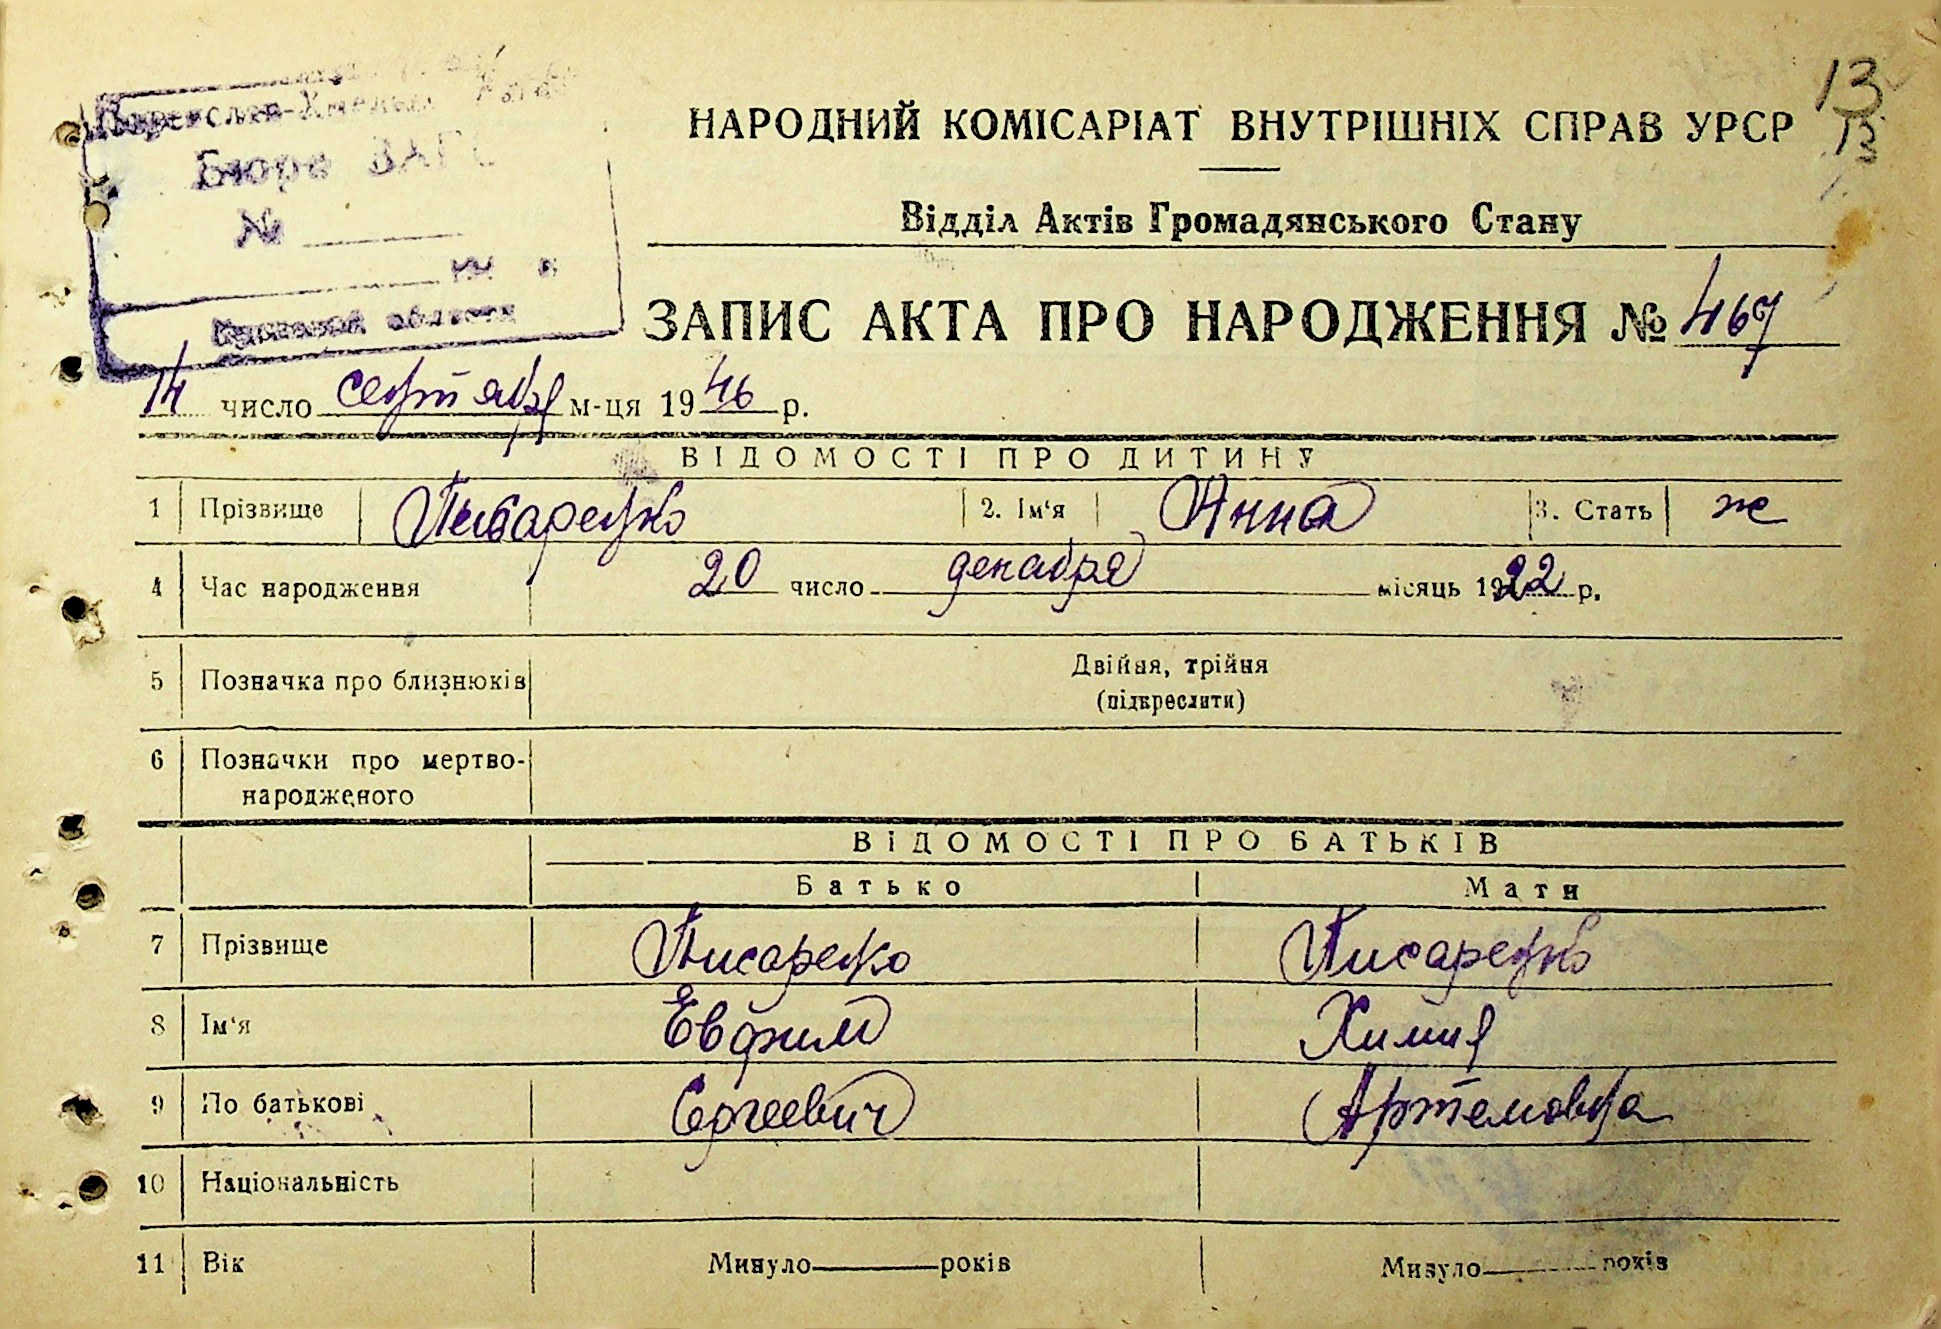 Бюро ЗАГС
№
области
13
13
НАРОДНИЙ КОМІСАРІАТ ВНУТРІШНІХ СПРАВ УРСР
Відділ Актів Громадянського Стану
ЗАПИС АКТА ПРО НАРОДЖЕННЯ № 467
14 число сентября м-ця 1946 р.
ВІДОМОСТІ ПРО ДИТИНУ
1 Прізвище Писаренко 2. Ім'я Анна 3. Стать ж
4 Час народження 20 число декабря місяць 1922 р.
5 Позначка про близнюків Двійня, трійня
(підкреслити)
6 Позначки про мертво-
народженого
ВІДОМОСТІ ПРО БАТЬКІВ
Батько Мати
7 Прізвище Писаренко Писаренко
8 Ім'я Евфим Химия
9 По батькові Сергеевич Артемовна
10 Національність
11 Вік Минуло років Минуло років